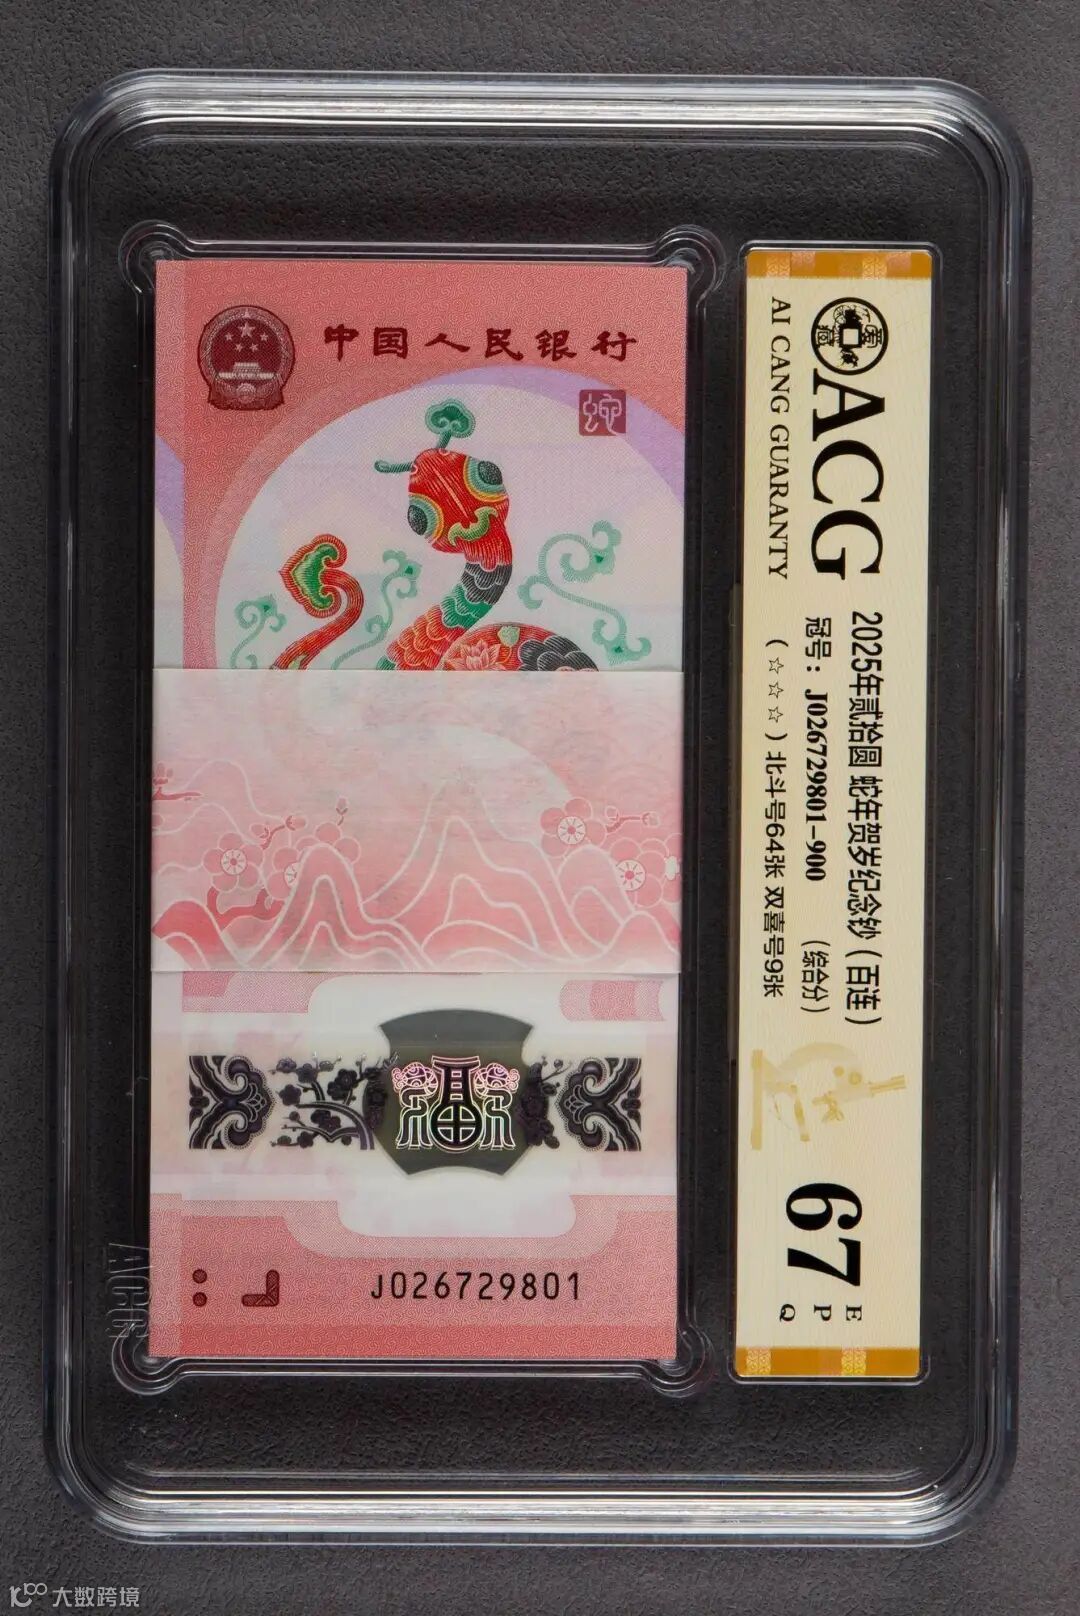 中国人民银行
蛇
J026729801
ACG
AI CANG GUARANTY
2025年贰拾圆 蛇年贺岁纪念钞（百连）
冠号：J026729801-900 （综合分）
（☆☆☆）北斗号64张 双喜号9张
67
E
P
Q
ACG
大数跨境